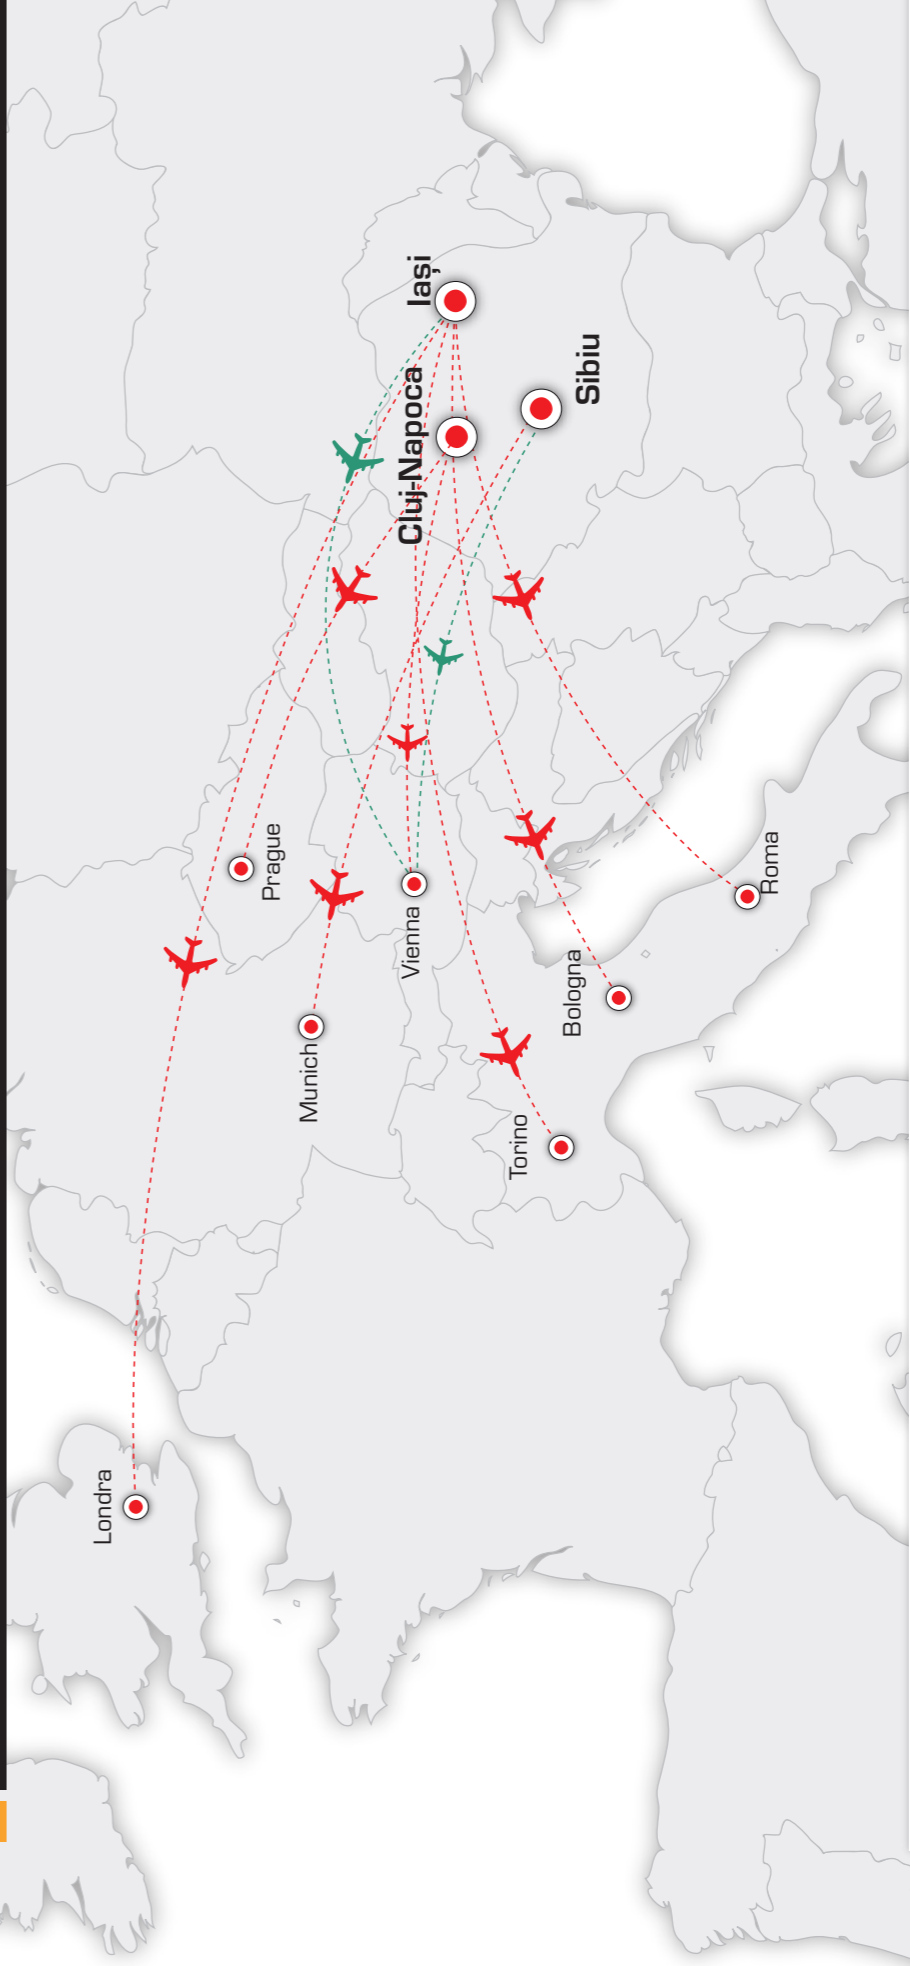 Londra
Prague
Munich
Vienna
Torino
Bologna
Roma
Iași
Cluj-Napoca
Sibiu